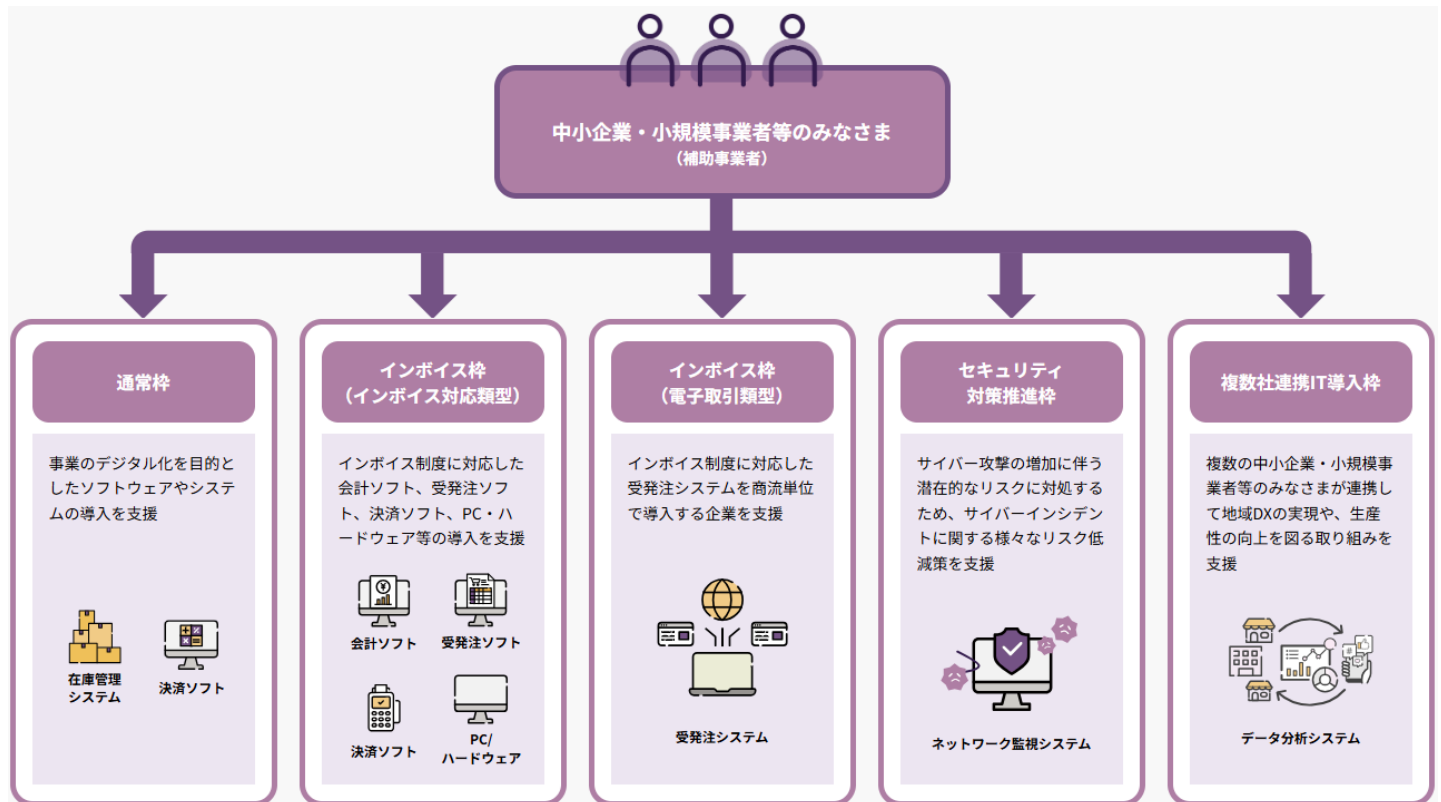 中小企業・小規模事業者等のみなさま
（補助事業者）
通常枠
事業のデジタル化を目的と
したソフトウェアやシステ
ムの導入を支援
在庫管理
システム
決済ソフト
インボイス枠
（インボイス対応類型）
インボイス制度に対応した
会計ソフト、受発注ソフ
ト、決済ソフト、PC・ハ
ードウェア等の導入を支援
会計ソフト
受発注ソフト
決済ソフト
PC/
ハードウェア
インボイス枠
（電子取引類型）
インボイス制度に対応した
受発注システムを商流単位
で導入する企業を支援
受発注システム
セキュリティ
対策推進枠
サイバー攻撃の増加に伴う
潜在的なリスクに対処する
ため、サイバーインシデン
トに関する様々なリスク低
減策を支援
ネットワーク監視システム
複数社連携IT導入枠
複数の中小企業・小規模事
業者等のみなさまが連携し
て地域DXの実現や、生産
性の向上を図る取り組みを
支援
データ分析システム